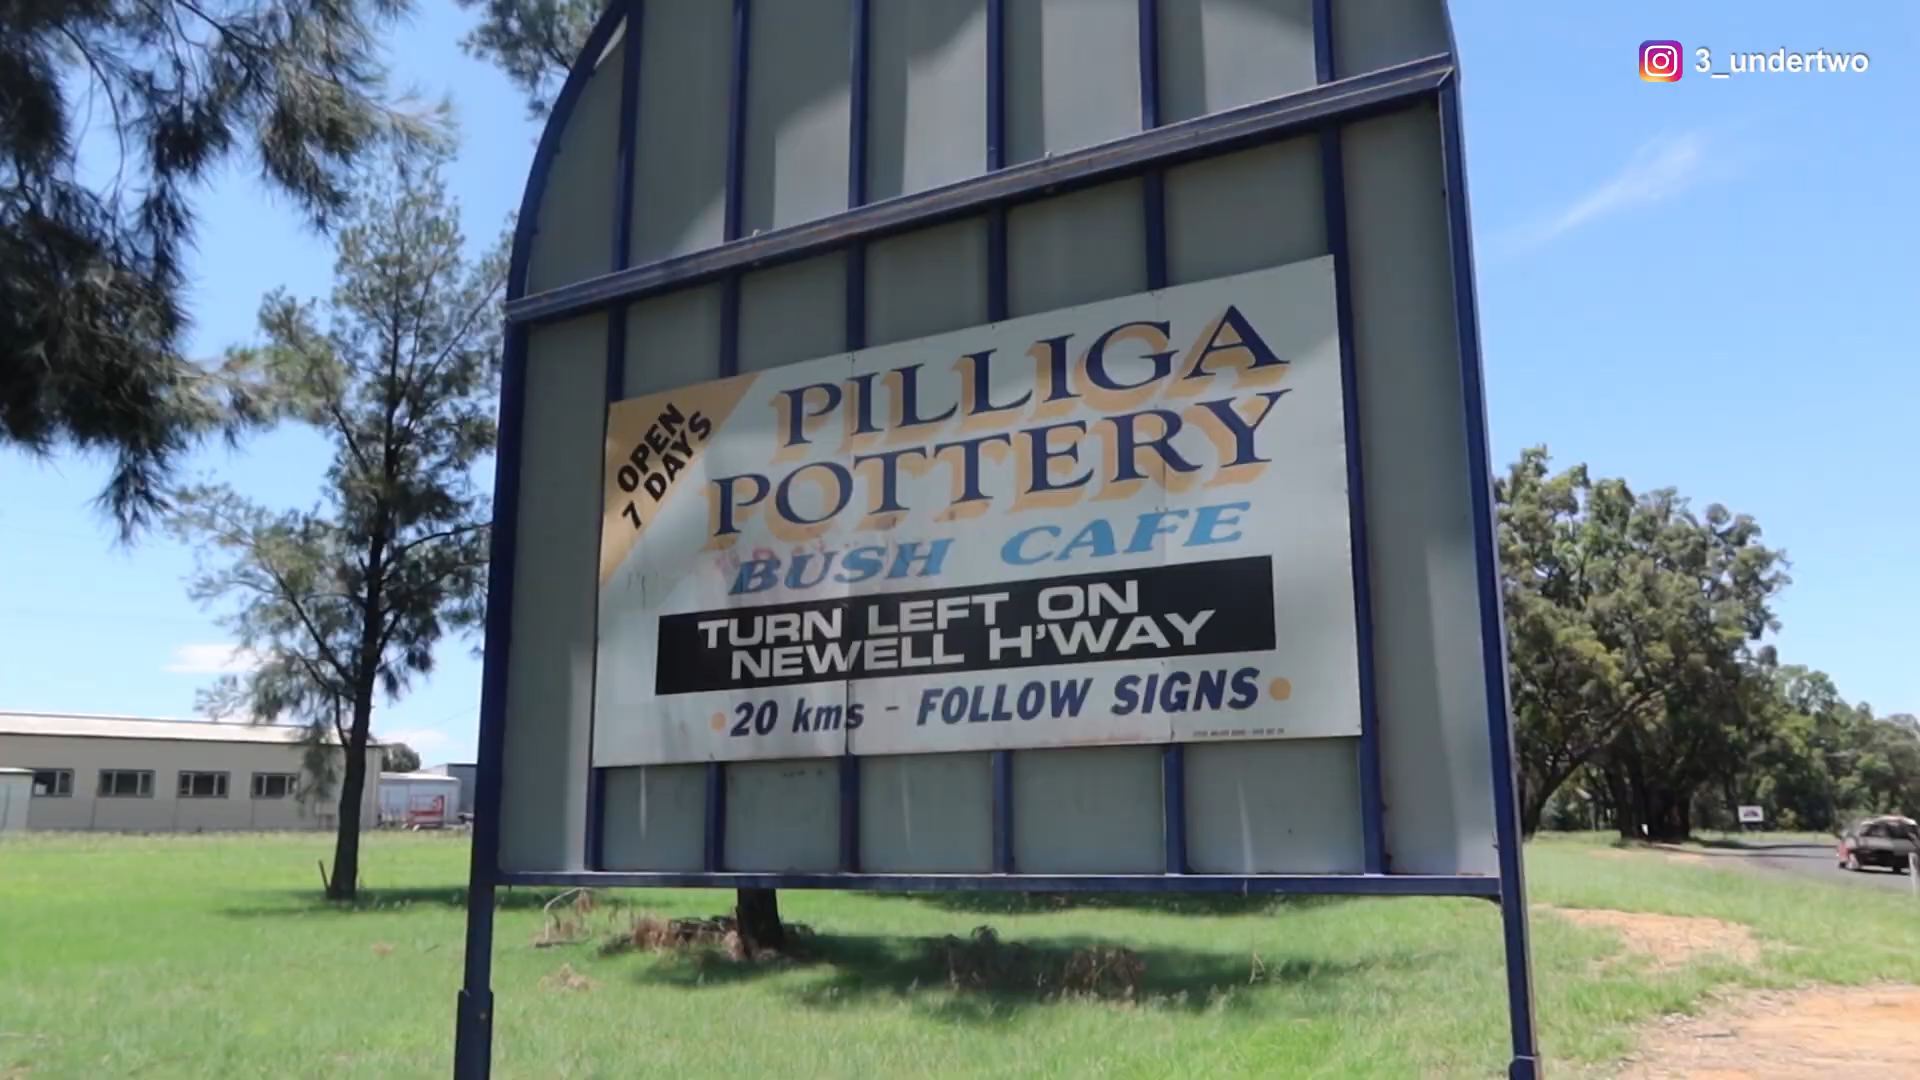 3_undertwo
OPEN
7 DAYS
PILLIGA
POTTERY
BUSH CAFE
TURN LEFT ON
NEWELL H'WAY
20 kms - FOLLOW SIGNS